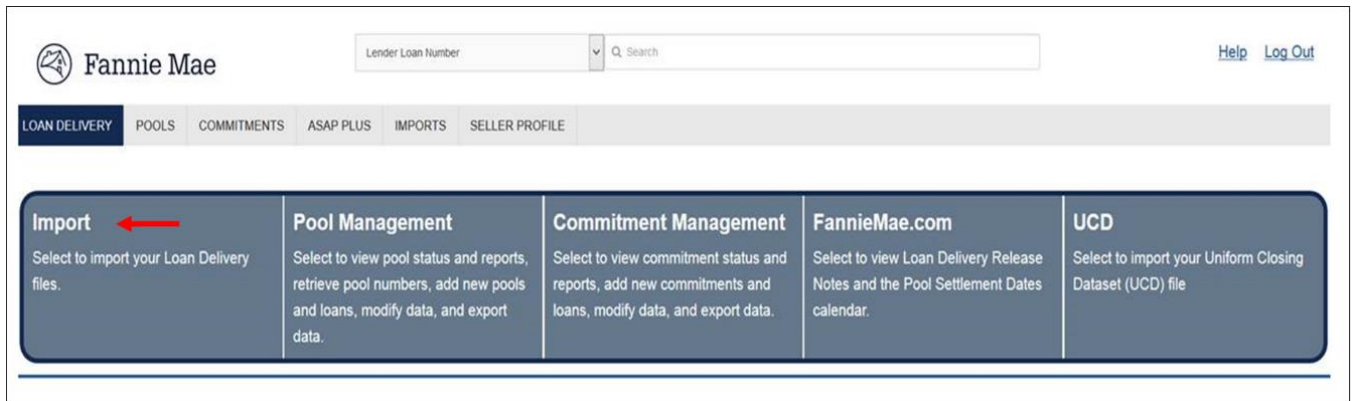 Fannie Mae
Lender Loan Number
Search
Help Log Out
LOAN DELIVERY POOLS COMMITMENTS ASAP PLUS IMPORTS SELLER PROFILE
Import
Select to import your Loan Delivery
files.
Pool Management
Select to view pool status and reports,
retrieve pool numbers, add new pools
and loans, modify data, and export
data.
Commitment Management
Select to view commitment status and
reports, add new commitments and
loans, modify data, and export data.
FannieMae.com
Select to view Loan Delivery Release
Notes and the Pool Settlement Dates
calendar.
UCD
Select to import your Uniform Closing
Dataset (UCD) file